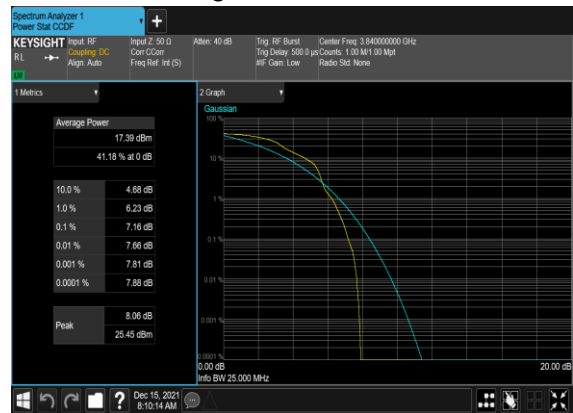 Spectrum Analyzer 1
Power Stat CCDF
+
KEYSIGHT
Input: RF
Coupling: DC
Align: Auto
Input Z: 50 Ω
Corr CCorr
Freq Ref: Int (S)
Atten: 40 dB
Trig: RF Burst
Trig Delay: 500.0 µs
#IF Gain: Low
Center Freq: 3.840000000 GHz
Counts: 1.00 M/1.00 Mpt
Radio Std: None
RL
LW
1 Metrics
Average Power
17.39 dBm
41.18 % at 0 dB
10.0 % 4.68 dB
1.0 % 6.23 dB
0.1 % 7.16 dB
0.01 % 7.66 dB
0.001 % 7.81 dB
0.0001 % 7.88 dB
Peak
8.06 dB
25.45 dBm
2 Graph
Gaussian
100 %
10 %
1 %
0.1 %
0.01 %
0.001 %
0.0001 %
0.00 dB
20.00 dB
Info BW 25.000 MHz
?
Dec 15, 2021
8:10:14 AM